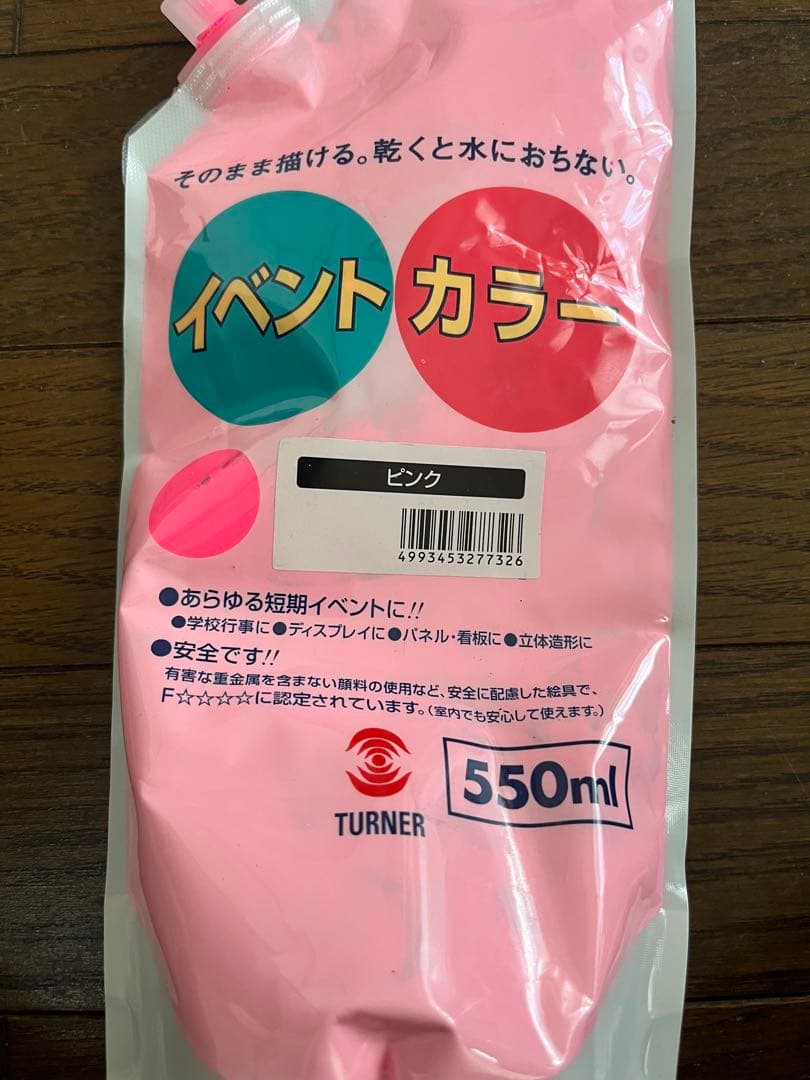 そのまま描ける。乾くと水におちない。
イベント カラー
ピンク
4993453277326
●あらゆる短期イベントに!!
●学校行事に●ディスプレイに●パネル・看板に●立体造形に
●安全です!!
有害な重金属を含まない顔料の使用など、安全に配慮した絵具で、
F☆☆☆☆に認定されています。(室内でも安心して使えます。)
TURNER
550ml